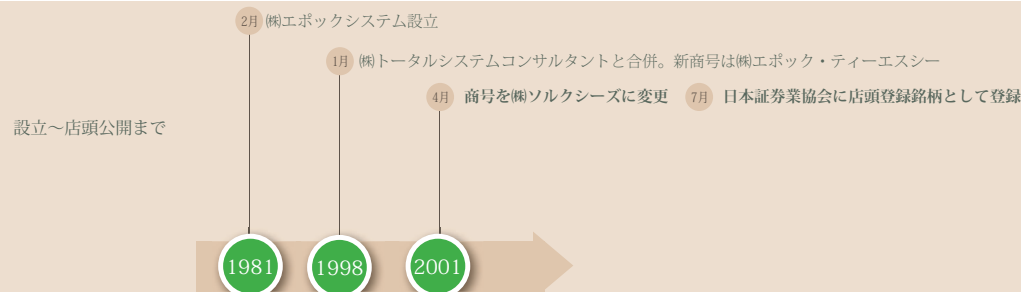 2月 ㈱エポックシステム設立
1月 ㈱トータルシステムコンサルタントと合併。新商号は㈱エポック・ティーエスシー
4月 商号を㈱ソルクシーズに変更 7月 日本証券業協会に店頭登録銘柄として登録
設立～店頭公開まで
1981 1998 2001